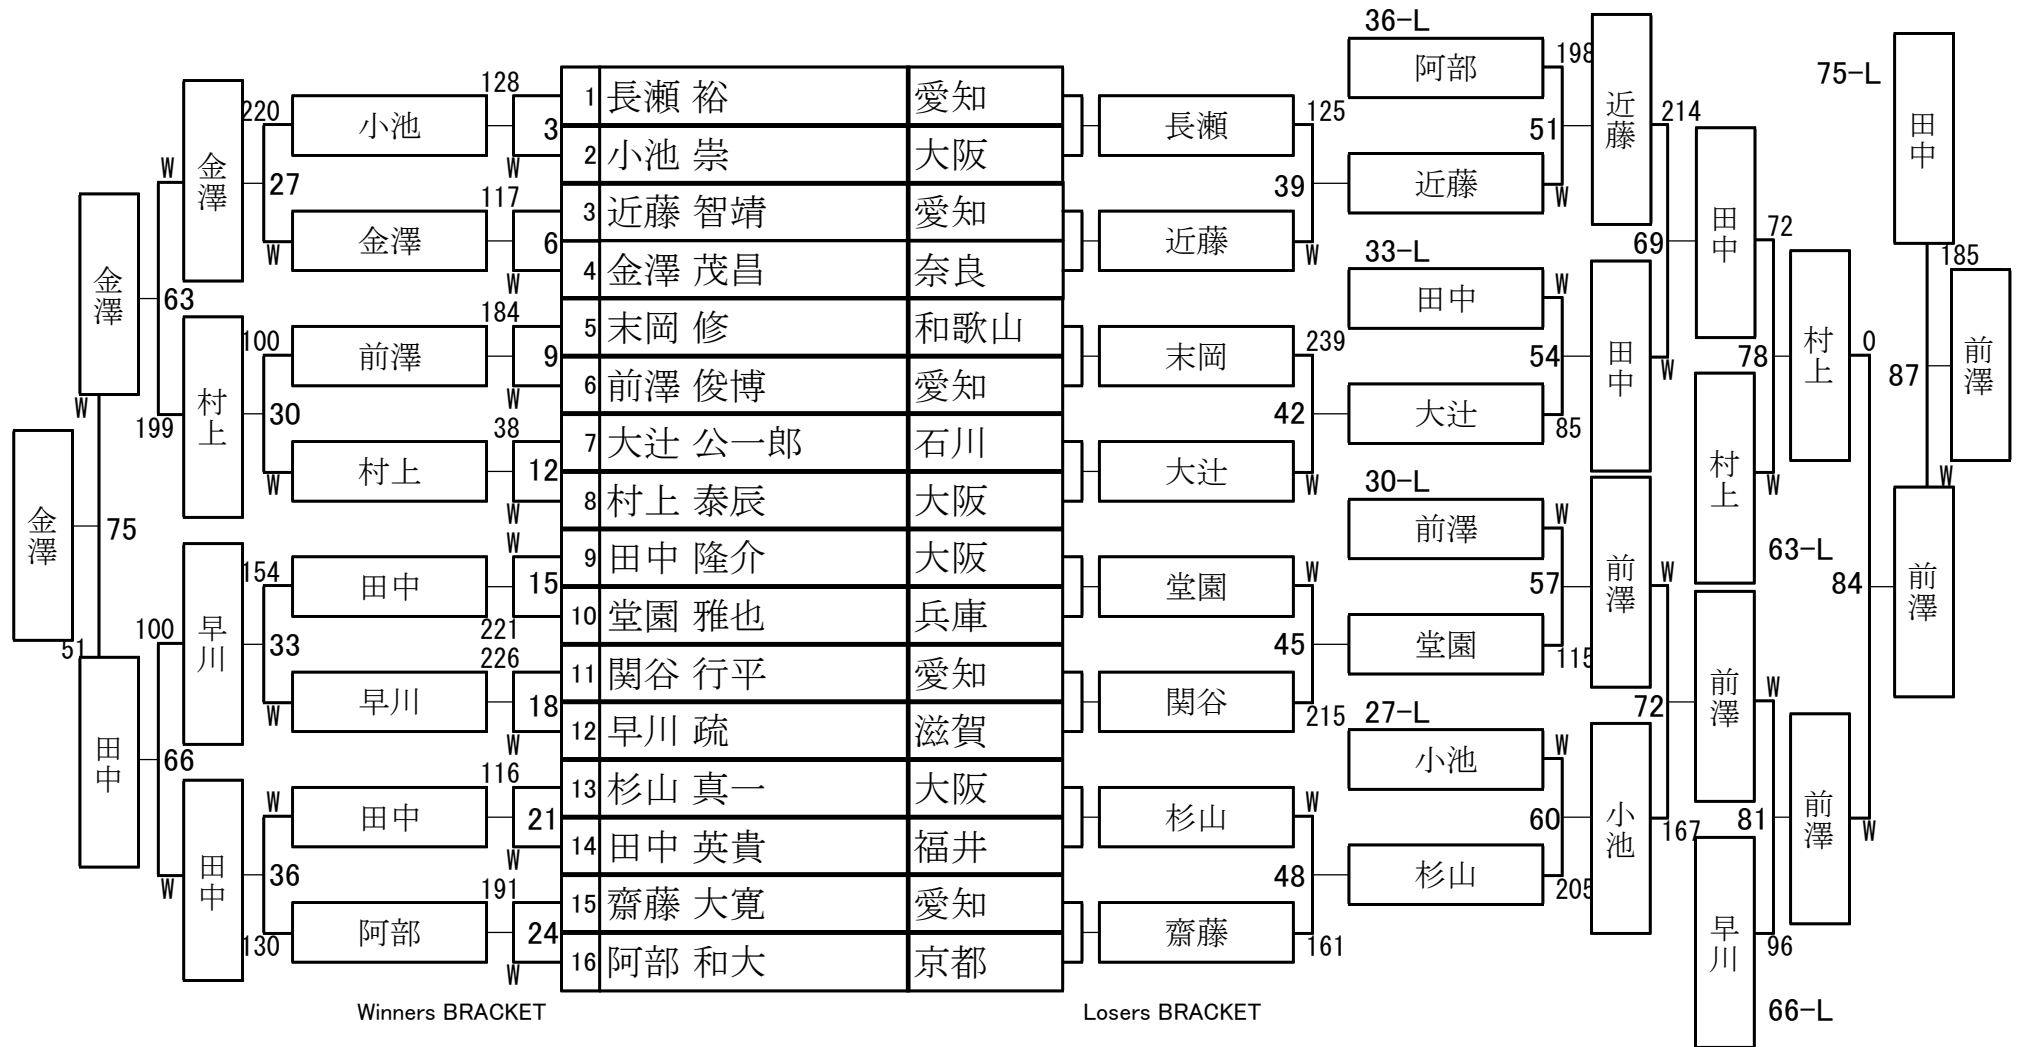 1 長瀬 裕 愛知
2 小池 崇 大阪
3 近藤 智靖 愛知
4 金澤 茂昌 奈良
5 末岡 修 和歌山
6 前澤 俊博 愛知
7 大辻 公一郎 石川
8 村上 泰辰 大阪
9 田中 隆介 大阪
10 堂園 雅也 兵庫
11 関谷 行平 愛知
12 早川 疏 滋賀
13 杉山 真一 大阪
14 田中 英貴 福井
15 齋藤 大寛 愛知
16 阿部 和大 京都
128
3
W
117
6
W
184
9
W
38
12
W
W
15
221
226
18
W
116
21
W
191
24
W
小池
金澤
前澤
村上
田中
早川
田中
阿部
220
27
W
100
30
W
154
33
W
W
36
130
金澤
村上
早川
田中
W
63
199
100
66
W
金澤
田中
W
75
51
金澤
Winners BRACKET
長瀬
近藤
末岡
大辻
堂園
関谷
杉山
齋藤
125
39
W
239
42
W
W
45
215
W
48
161
36-L
阿部
近藤
33-L
田中
大辻
30-L
前澤
堂園
27-L
小池
杉山
198
51
W
W
54
85
W
57
115
W
60
205
近藤
田中
前澤
小池
214
69
W
W
72
167
田中
村上
63-L
前澤
早川
66-L
72
78
W
W
81
96
村上
前澤
0
84
W
75-L
田中
前澤
185
87
W
前澤
Losers BRACKET